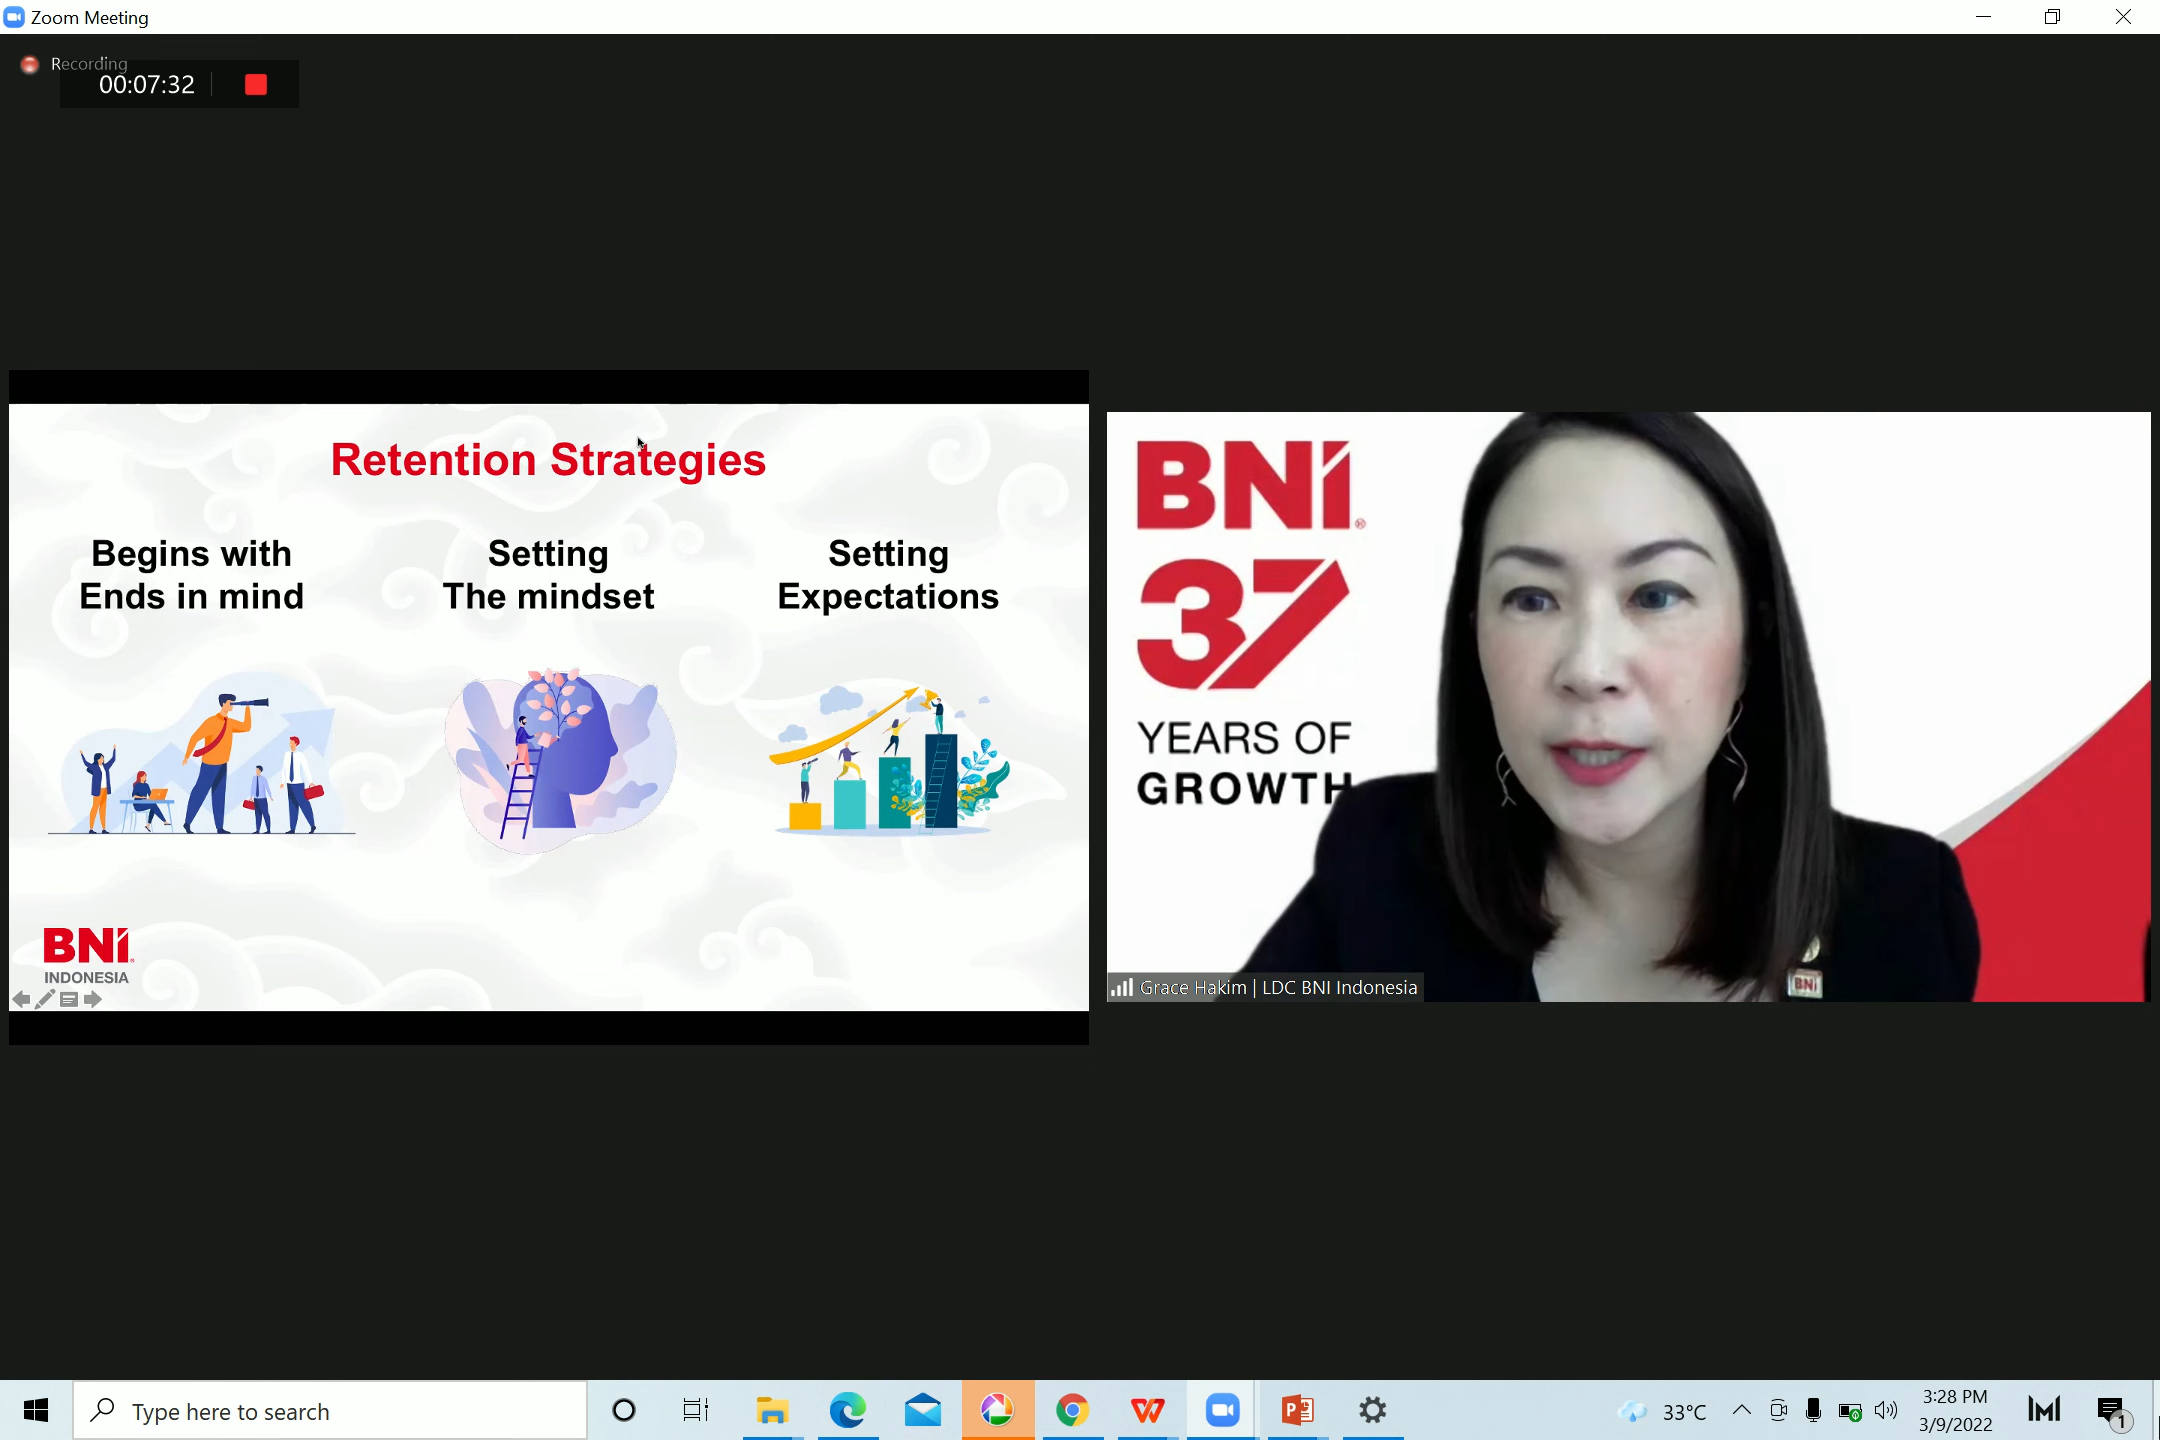 Zoom Meeting
Recording
00:07:32
Retention Strategies
Begins with
Ends in mind
Setting
The mindset
Setting
Expectations
BNI®
INDONESIA
BNI®
37
YEARS OF
GROWTH
BNI
Grace Hakim | LDC BNI Indonesia
Type here to search
33°C
3:28 PM
3/9/2022
1